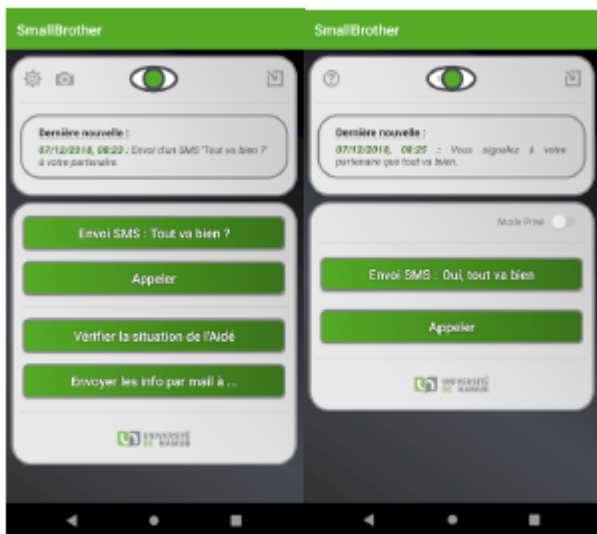 SmallBrother
Dernière nouvelle :
07/12/2018, 08:23 : Envoi d'un SMS 'Tout va bien ?'
à votre partenaire.
Envoi SMS : Tout va bien ?
Appeler
Vérifier la situation de l'Aidé
Envoyer les info par mail à ...
UNIVERSITÉ
DE NAMUR
SmallBrother
Dernière nouvelle :
07/12/2018, 08:25 : Vous signalez à votre
partenaire que tout va bien.
Mode Privé
Envoi SMS : Oui, tout va bien
Appeler
UNIVERSITÉ
DE NAMUR